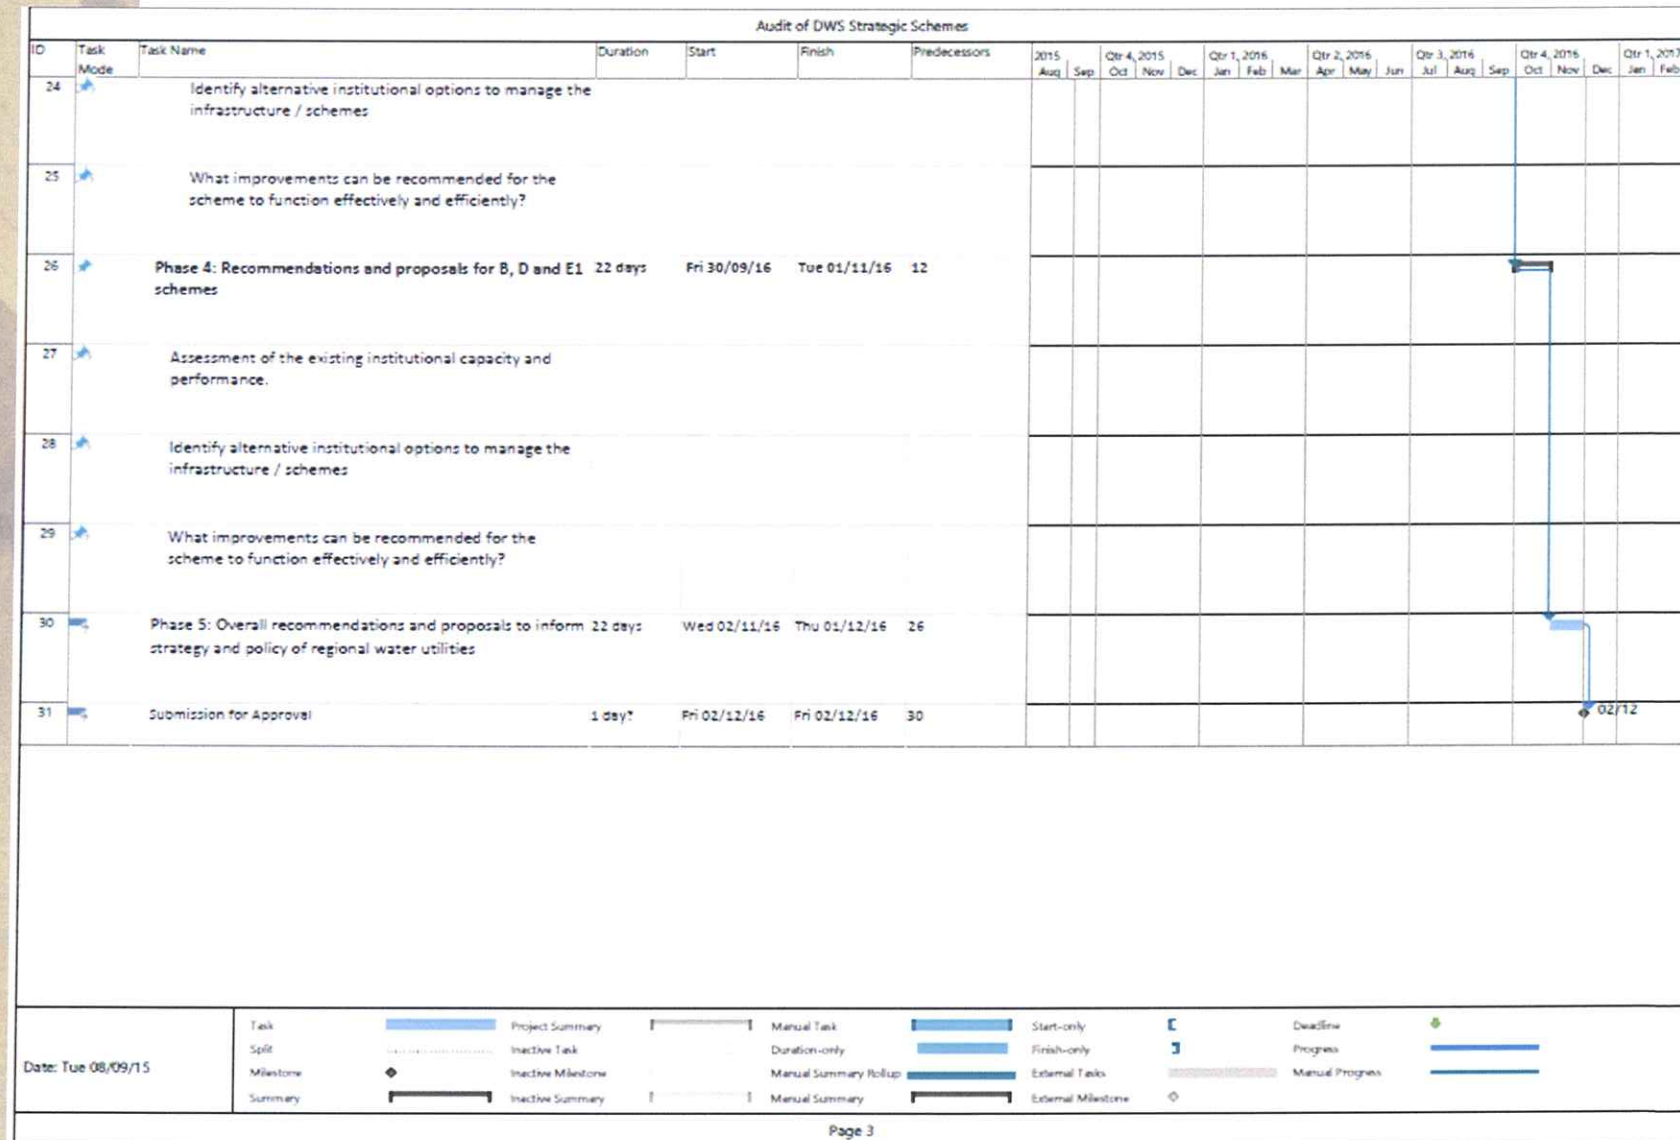 Audit of DWS Strategic Schemes
ID Task Mode Task Name Duration Start Finish Predecessors
2015 Qtr 4, 2015 Qtr 1, 2016 Qtr 2, 2016 Qtr 3, 2016 Qtr 4, 2016 Qtr 1, 2017
Aug Sep Oct Nov Dec Jan Feb Mar Apr May Jun Jul Aug Sep Oct Nov Dec Jan Feb
24 Identify alternative institutional options to manage the
infrastructure / schemes
25 What improvements can be recommended for the
scheme to function effectively and efficiently?
26 Phase 4: Recommendations and proposals for B, D and E1 22 days Fri 30/09/16 Tue 01/11/16 12
schemes
27 Assessment of the existing institutional capacity and
performance.
28 Identify alternative institutional options to manage the
infrastructure / schemes
29 What improvements can be recommended for the
scheme to function effectively and efficiently?
30 Phase 5: Overall recommendations and proposals to inform 22 days Wed 02/11/16 Thu 01/12/16 26
strategy and policy of regional water utilities
31 Submission for Approval 1 day? Fri 02/12/16 Fri 02/12/16 30
02/12
Date: Tue 08/09/15
Task Project Summary Manual Task Start-only Deadline
Split Inactive Task Duration-only Finish-only Progress
Milestone Inactive Milestone Manual Summary Rollup External Tasks Manual Progress
Summary Inactive Summary Manual Summary External Milestone
Page 3